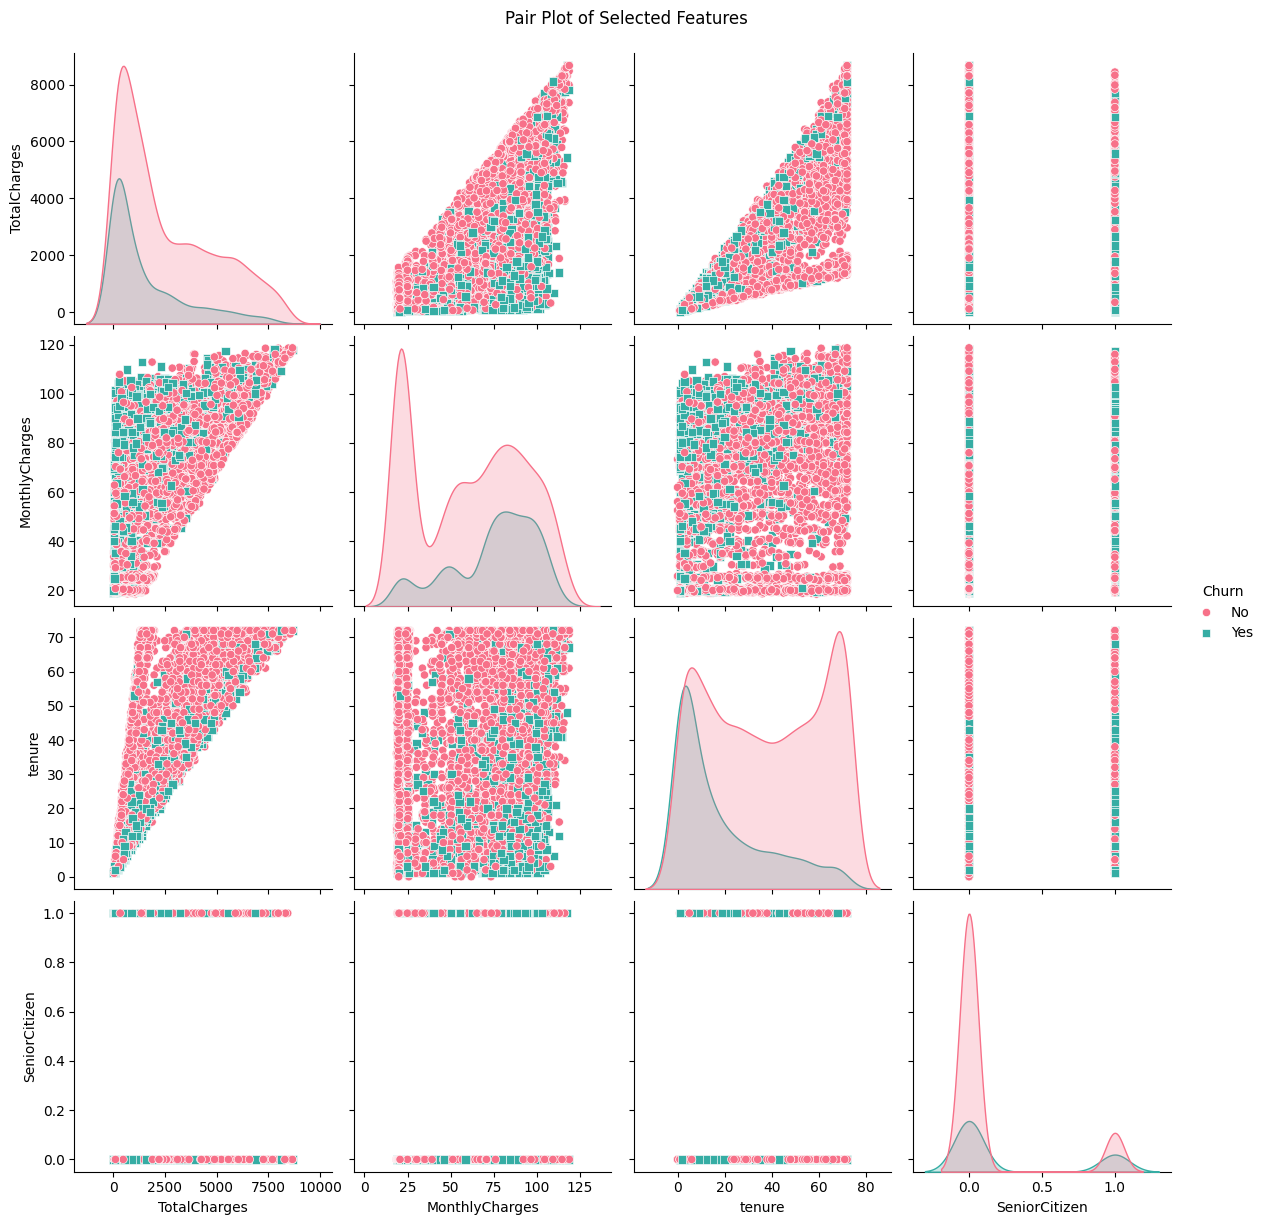 Pair Plot of Selected Features
TotalCharges
8000
6000
4000
2000
0
MonthlyCharges
120
100
80
60
40
20
Churn
No
Yes
tenure
70
60
50
40
30
20
10
0
SeniorCitizen
1.0
0.8
0.6
0.4
0.2
0.0
0 2500 5000 7500 10000
0 25 50 75 100 125
0 20 40 60 80
0.0 0.5 1.0
TotalCharges
MonthlyCharges
tenure
SeniorCitizen